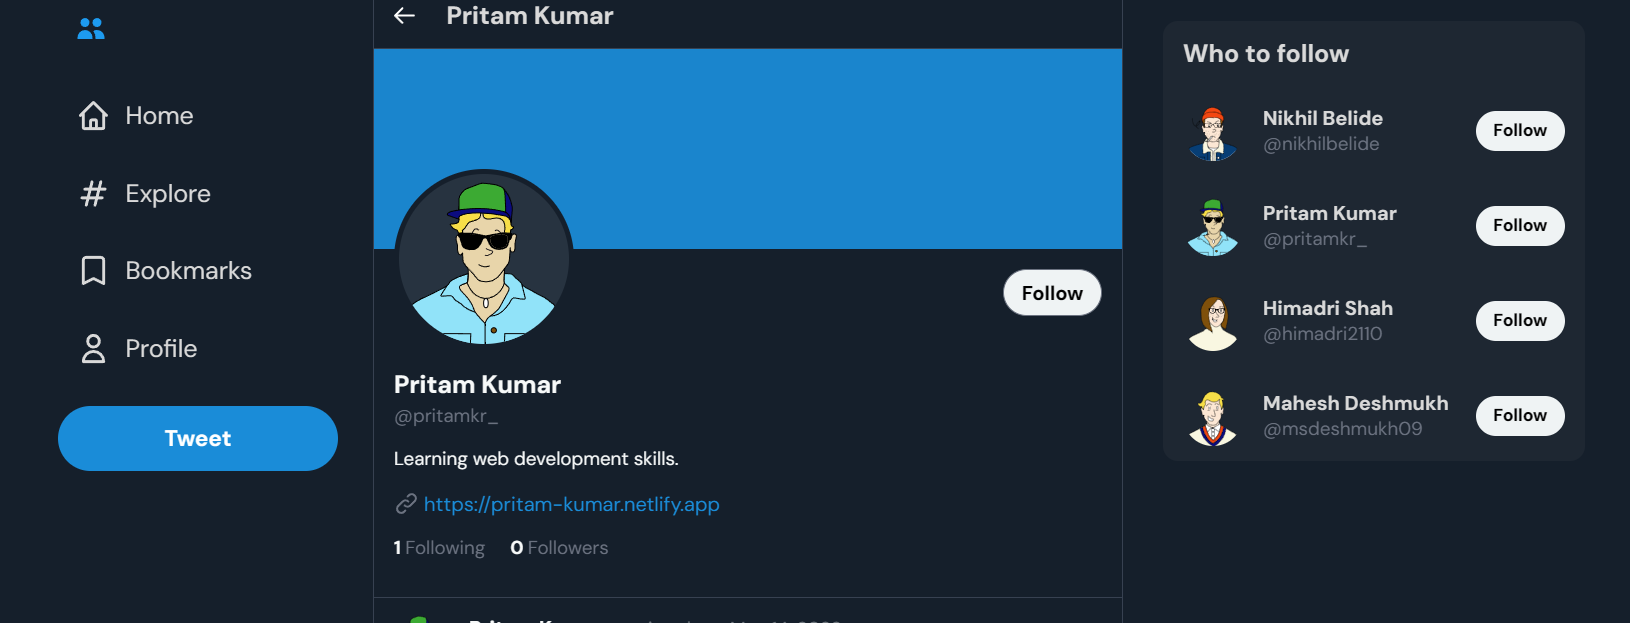 Home
Explore
Bookmarks
Profile
Tweet
Pritam Kumar
Follow
Pritam Kumar
@pritamkr_
Learning web development skills.
https://pritam-kumar.netlify.app
1 Following 0 Followers
Who to follow
Nikhil Belide
@nikhilbelide
Follow
Pritam Kumar
@pritamkr_
Follow
Himadri Shah
@himadri2110
Follow
Mahesh Deshmukh
@msdeshmukh09
Follow